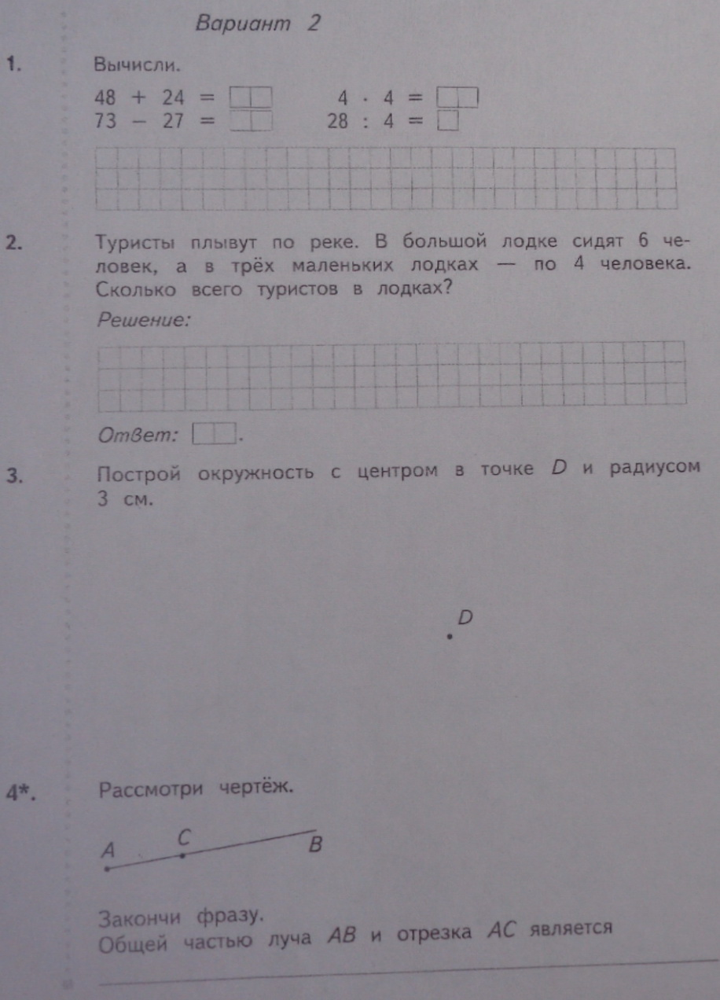 Вариант 2
1. Вычисли.
48 + 24 = 4 · 4 =
73 – 27 = 28 : 4 =
2. Туристы плывут по реке. В большой лодке сидят 6 че-
ловек, а в трёх маленьких лодках — по 4 человека.
Сколько всего туристов в лодках?
Решение:
Ответ: .
3. Построй окружность с центром в точке D и радиусом
3 см.
D
4*. Рассмотри чертёж.
A C B
Закончи фразу.
Общей частью луча AB и отрезка AC является